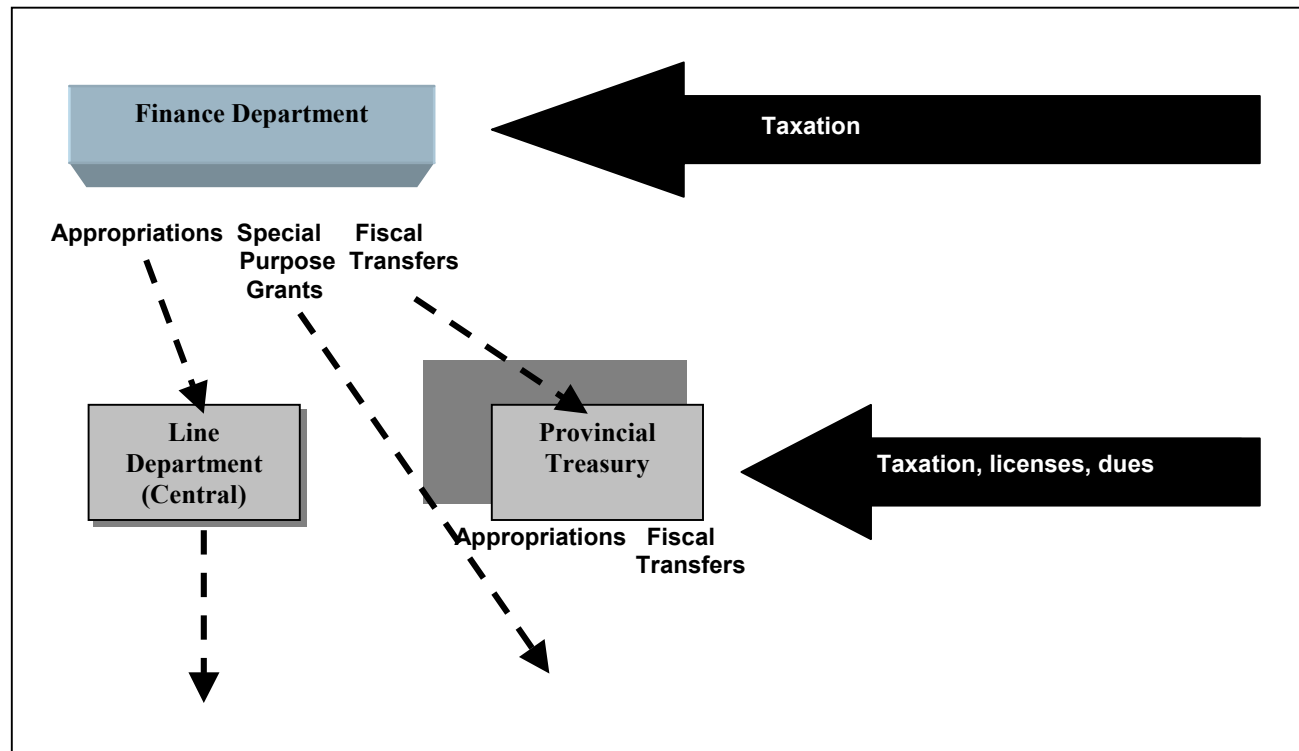 Finance Department
Taxation
Appropriations Special Fiscal
Purpose Transfers
Grants
Line
Department
(Central)
Provincial
Treasury
Taxation, licenses, dues
Appropriations Fiscal
Transfers